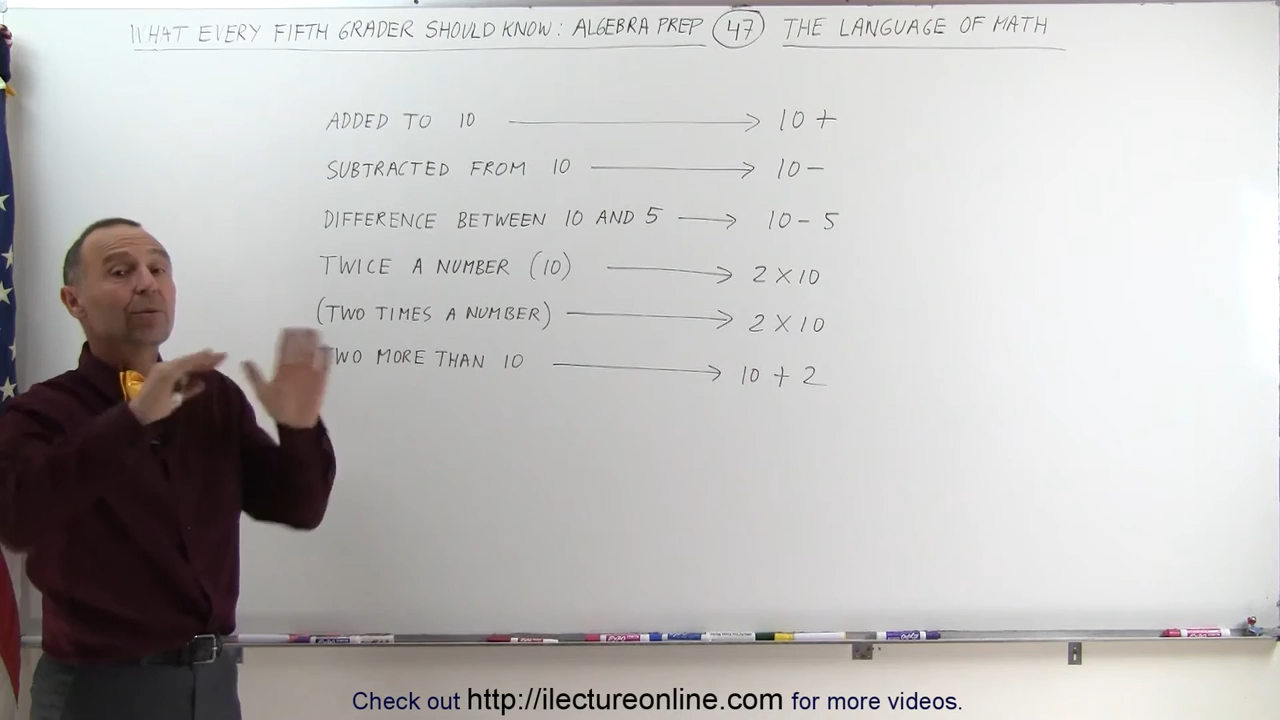 WHAT EVERY FIFTH GRADER SHOULD KNOW: ALGEBRA PREP 47 THE LANGUAGE OF MATH
ADDED TO 10 → 10 +
SUBTRACTED FROM 10 → 10 −
DIFFERENCE BETWEEN 10 AND 5 → 10 − 5
TWICE A NUMBER (10) → 2 × 10
(TWO TIMES A NUMBER) → 2 × 10
TWO MORE THAN 10 → 10 + 2
Check out http://ilectureonline.com for more videos.